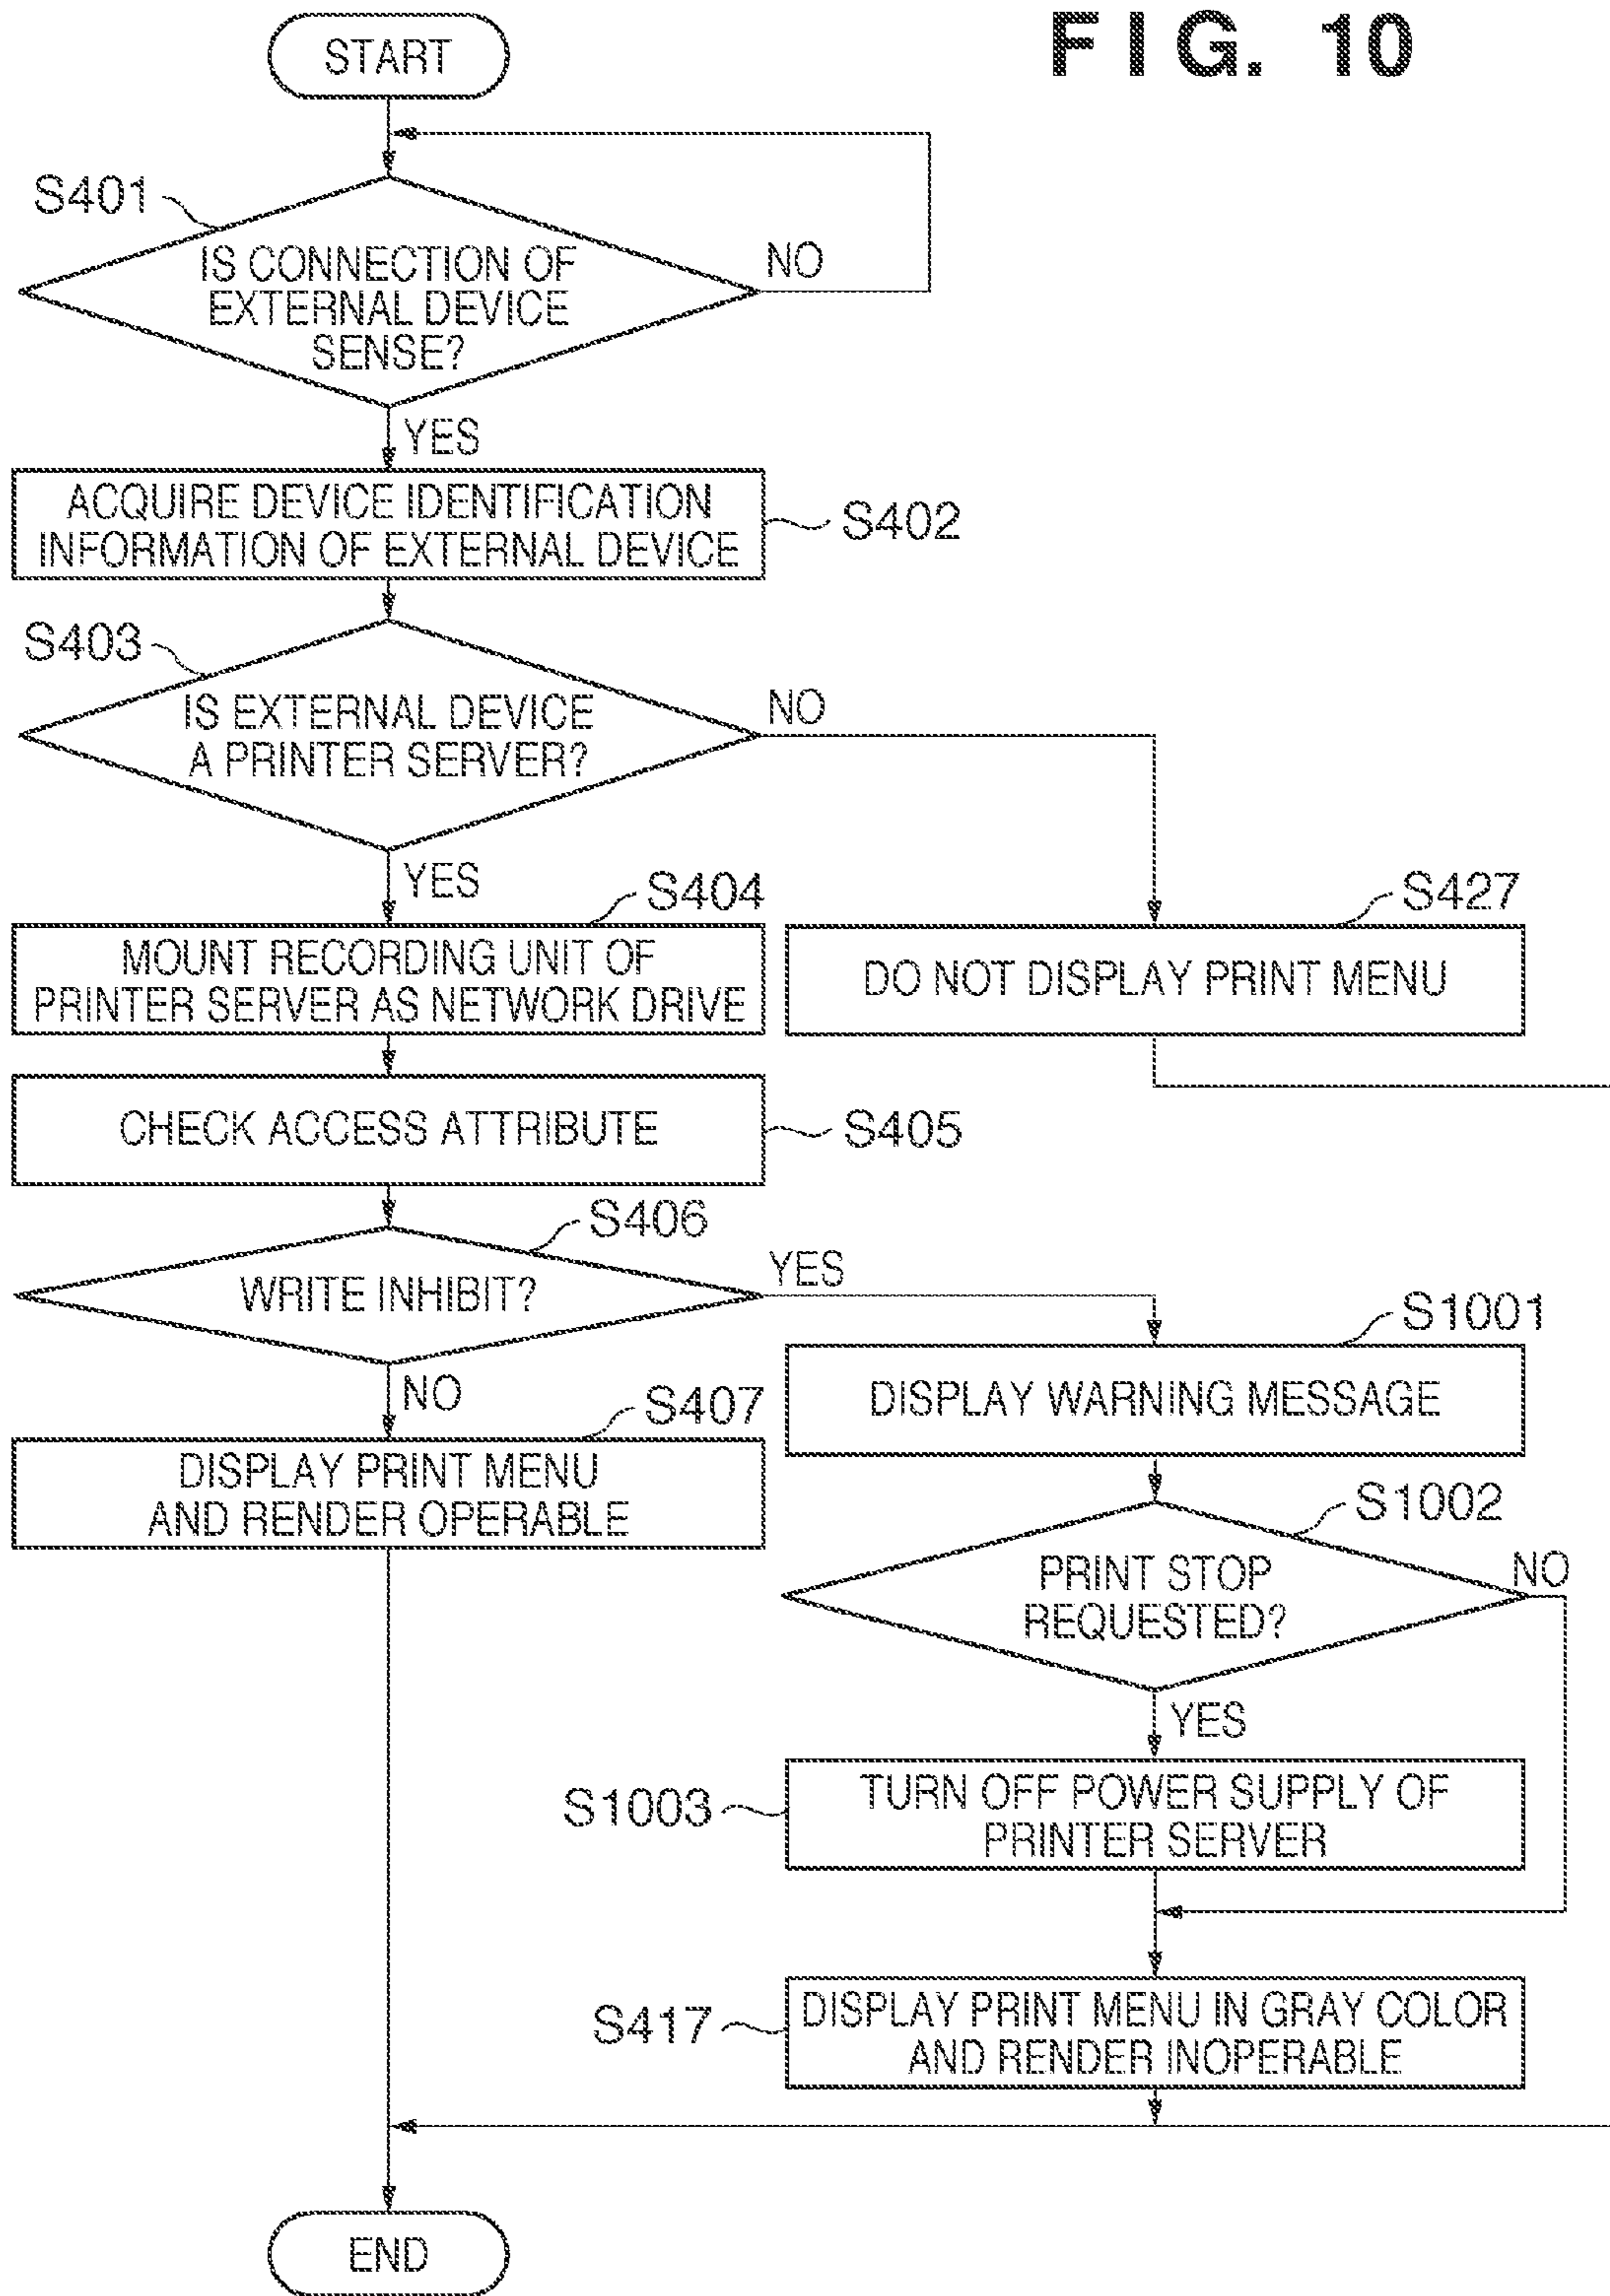 FIG. 10
START
S401
IS CONNECTION OF
EXTERNAL DEVICE
SENSE?
NO
YES
ACQUIRE DEVICE IDENTIFICATION
INFORMATION OF EXTERNAL DEVICE
S402
S403
IS EXTERNAL DEVICE
A PRINTER SERVER?
NO
YES
S404
MOUNT RECORDING UNIT OF
PRINTER SERVER AS NETWORK DRIVE
S427
DO NOT DISPLAY PRINT MENU
CHECK ACCESS ATTRIBUTE
S405
S406
WRITE INHIBIT?
YES
NO
S407
DISPLAY PRINT MENU
AND RENDER OPERABLE
S1001
DISPLAY WARNING MESSAGE
S1002
PRINT STOP
REQUESTED?
NO
YES
S1003
TURN OFF POWER SUPPLY OF
PRINTER SERVER
S417
DISPLAY PRINT MENU IN GRAY COLOR
AND RENDER INOPERABLE
END